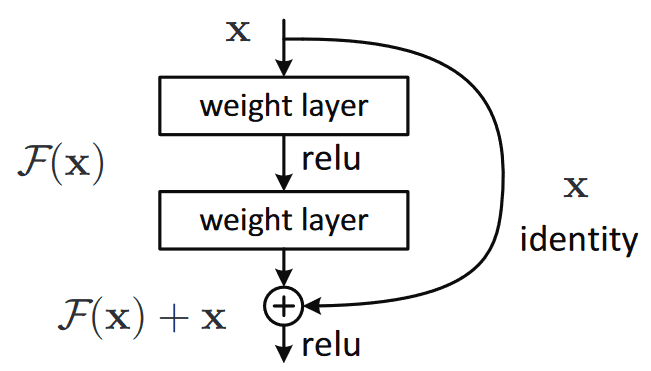 x
weight layer
relu
F(x)
x
weight layer
identity
F(x) + x
relu